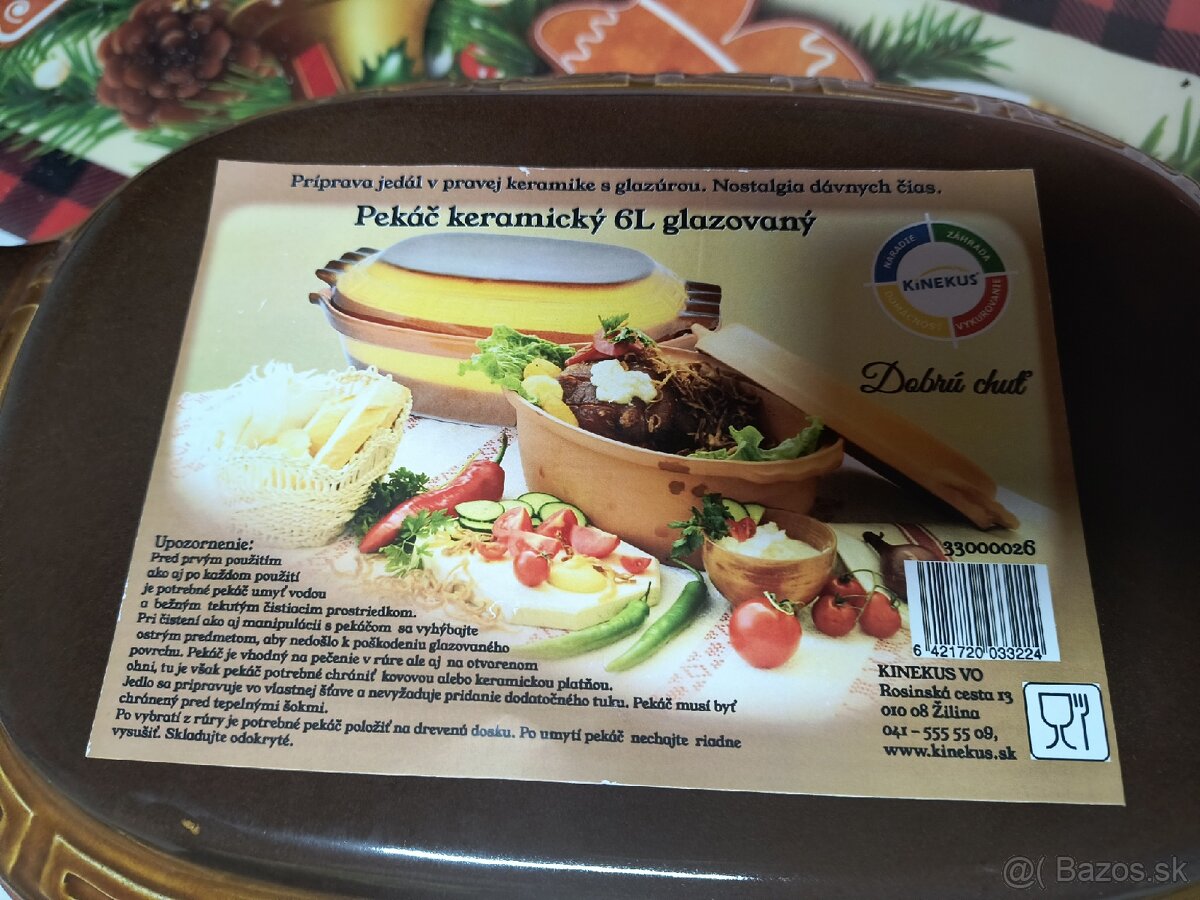 Príprava jedál v pravej keramike s glazúrou. Nostalgia dávnych čias.
Pekáč keramický 6L glazovaný
NÁRADIE
ZÁHRADA
KiNEKUS
DOMÁCNOSŤ
VYKUROVANIE
Dobrú chuť
Upozornenie:
Pred prvým použitím
ako aj po každom použití
je potrebné pekáč umyť vodou
a bežným tekutým čistiacim prostriedkom.
Pri čistení ako aj manipulácii s pekáčom sa vyhýbajte
ostrým predmetom, aby nedošlo k poškodeniu glazovaného
povrchu. Pekáč je vhodný na pečenie v rúre ale aj na otvorenom
ohni, tu je však pekáč potrebné chrániť kovovou alebo keramickou platňou.
Jedlo sa pripravuje vo vlastnej šťave a nevyžaduje pridanie dodatočného tuku. Pekáč musí byť
chránený pred tepelnými šokmi.
Po vybratí z rúry je potrebné pekáč položiť na drevenú dosku. Po umytí pekáč nechajte riadne
vysušiť. Skladujte odokryté.
33000026
6 421720 033224
KINEKUS VO
Rosinská cesta 13
010 08 Žilina
041 - 555 55 09,
www.kinekus.sk
@( Bazos.sk